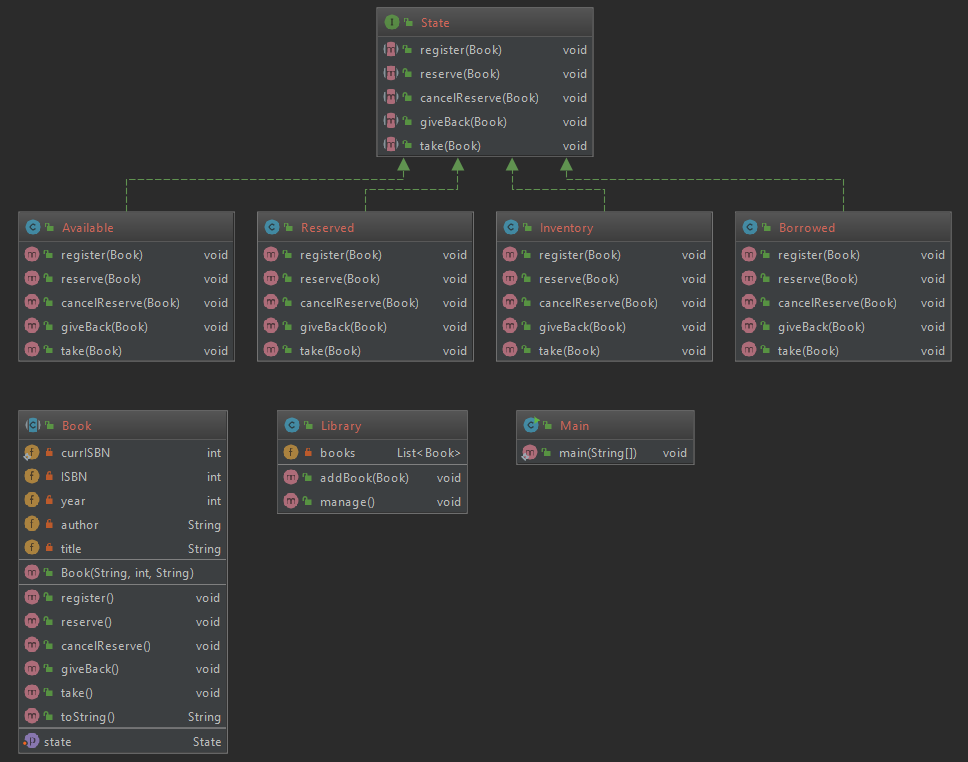 State
register(Book) void
reserve(Book) void
cancelReserve(Book) void
giveBack(Book) void
take(Book) void
Available
register(Book) void
reserve(Book) void
cancelReserve(Book) void
giveBack(Book) void
take(Book) void
Reserved
register(Book) void
reserve(Book) void
cancelReserve(Book) void
giveBack(Book) void
take(Book) void
Inventory
register(Book) void
reserve(Book) void
cancelReserve(Book) void
giveBack(Book) void
take(Book) void
Borrowed
register(Book) void
reserve(Book) void
cancelReserve(Book) void
giveBack(Book) void
take(Book) void
Book
currISBN int
ISBN int
year int
author String
title String
Book(String, int, String)
register() void
reserve() void
cancelReserve() void
giveBack() void
take() void
toString() String
state State
Library
books List<Book>
addBook(Book) void
manage() void
Main
main(String[]) void